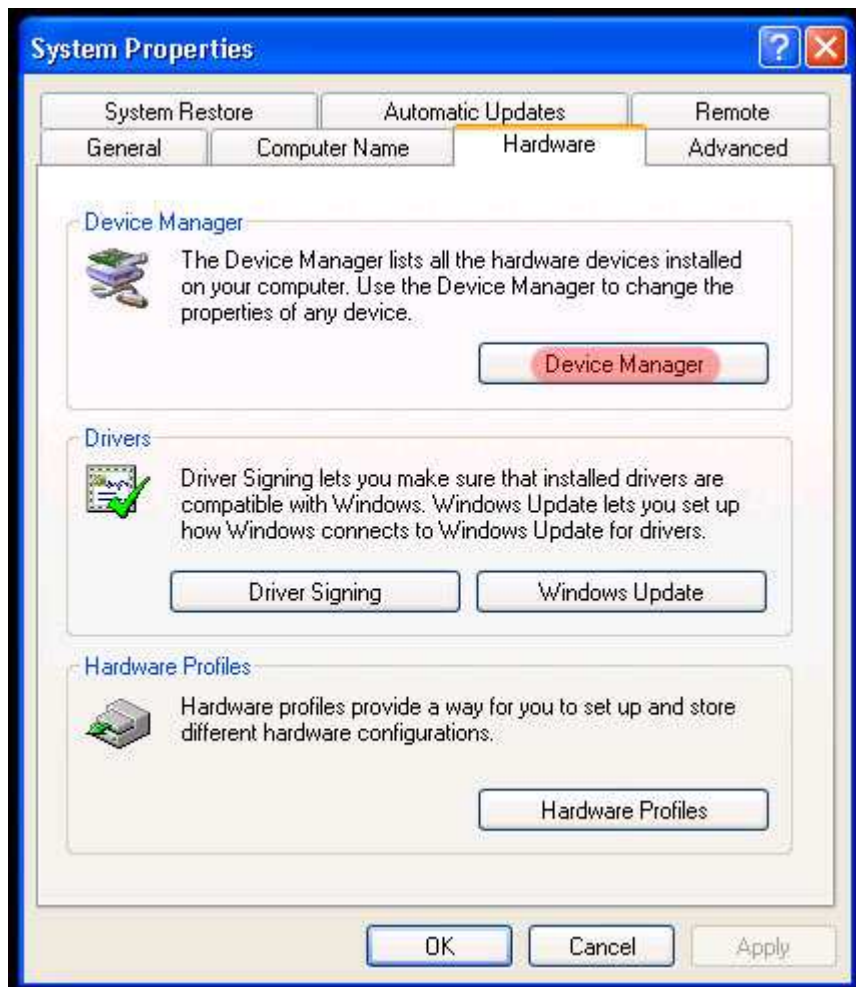 System Properties
System Restore Automatic Updates Remote
General Computer Name Hardware Advanced
Device Manager
The Device Manager lists all the hardware devices installed
on your computer. Use the Device Manager to change the
properties of any device.
Device Manager
Drivers
Driver Signing lets you make sure that installed drivers are
compatible with Windows. Windows Update lets you set up
how Windows connects to Windows Update for drivers.
Driver Signing Windows Update
Hardware Profiles
Hardware profiles provide a way for you to set up and store
different hardware configurations.
Hardware Profiles
OK Cancel Apply